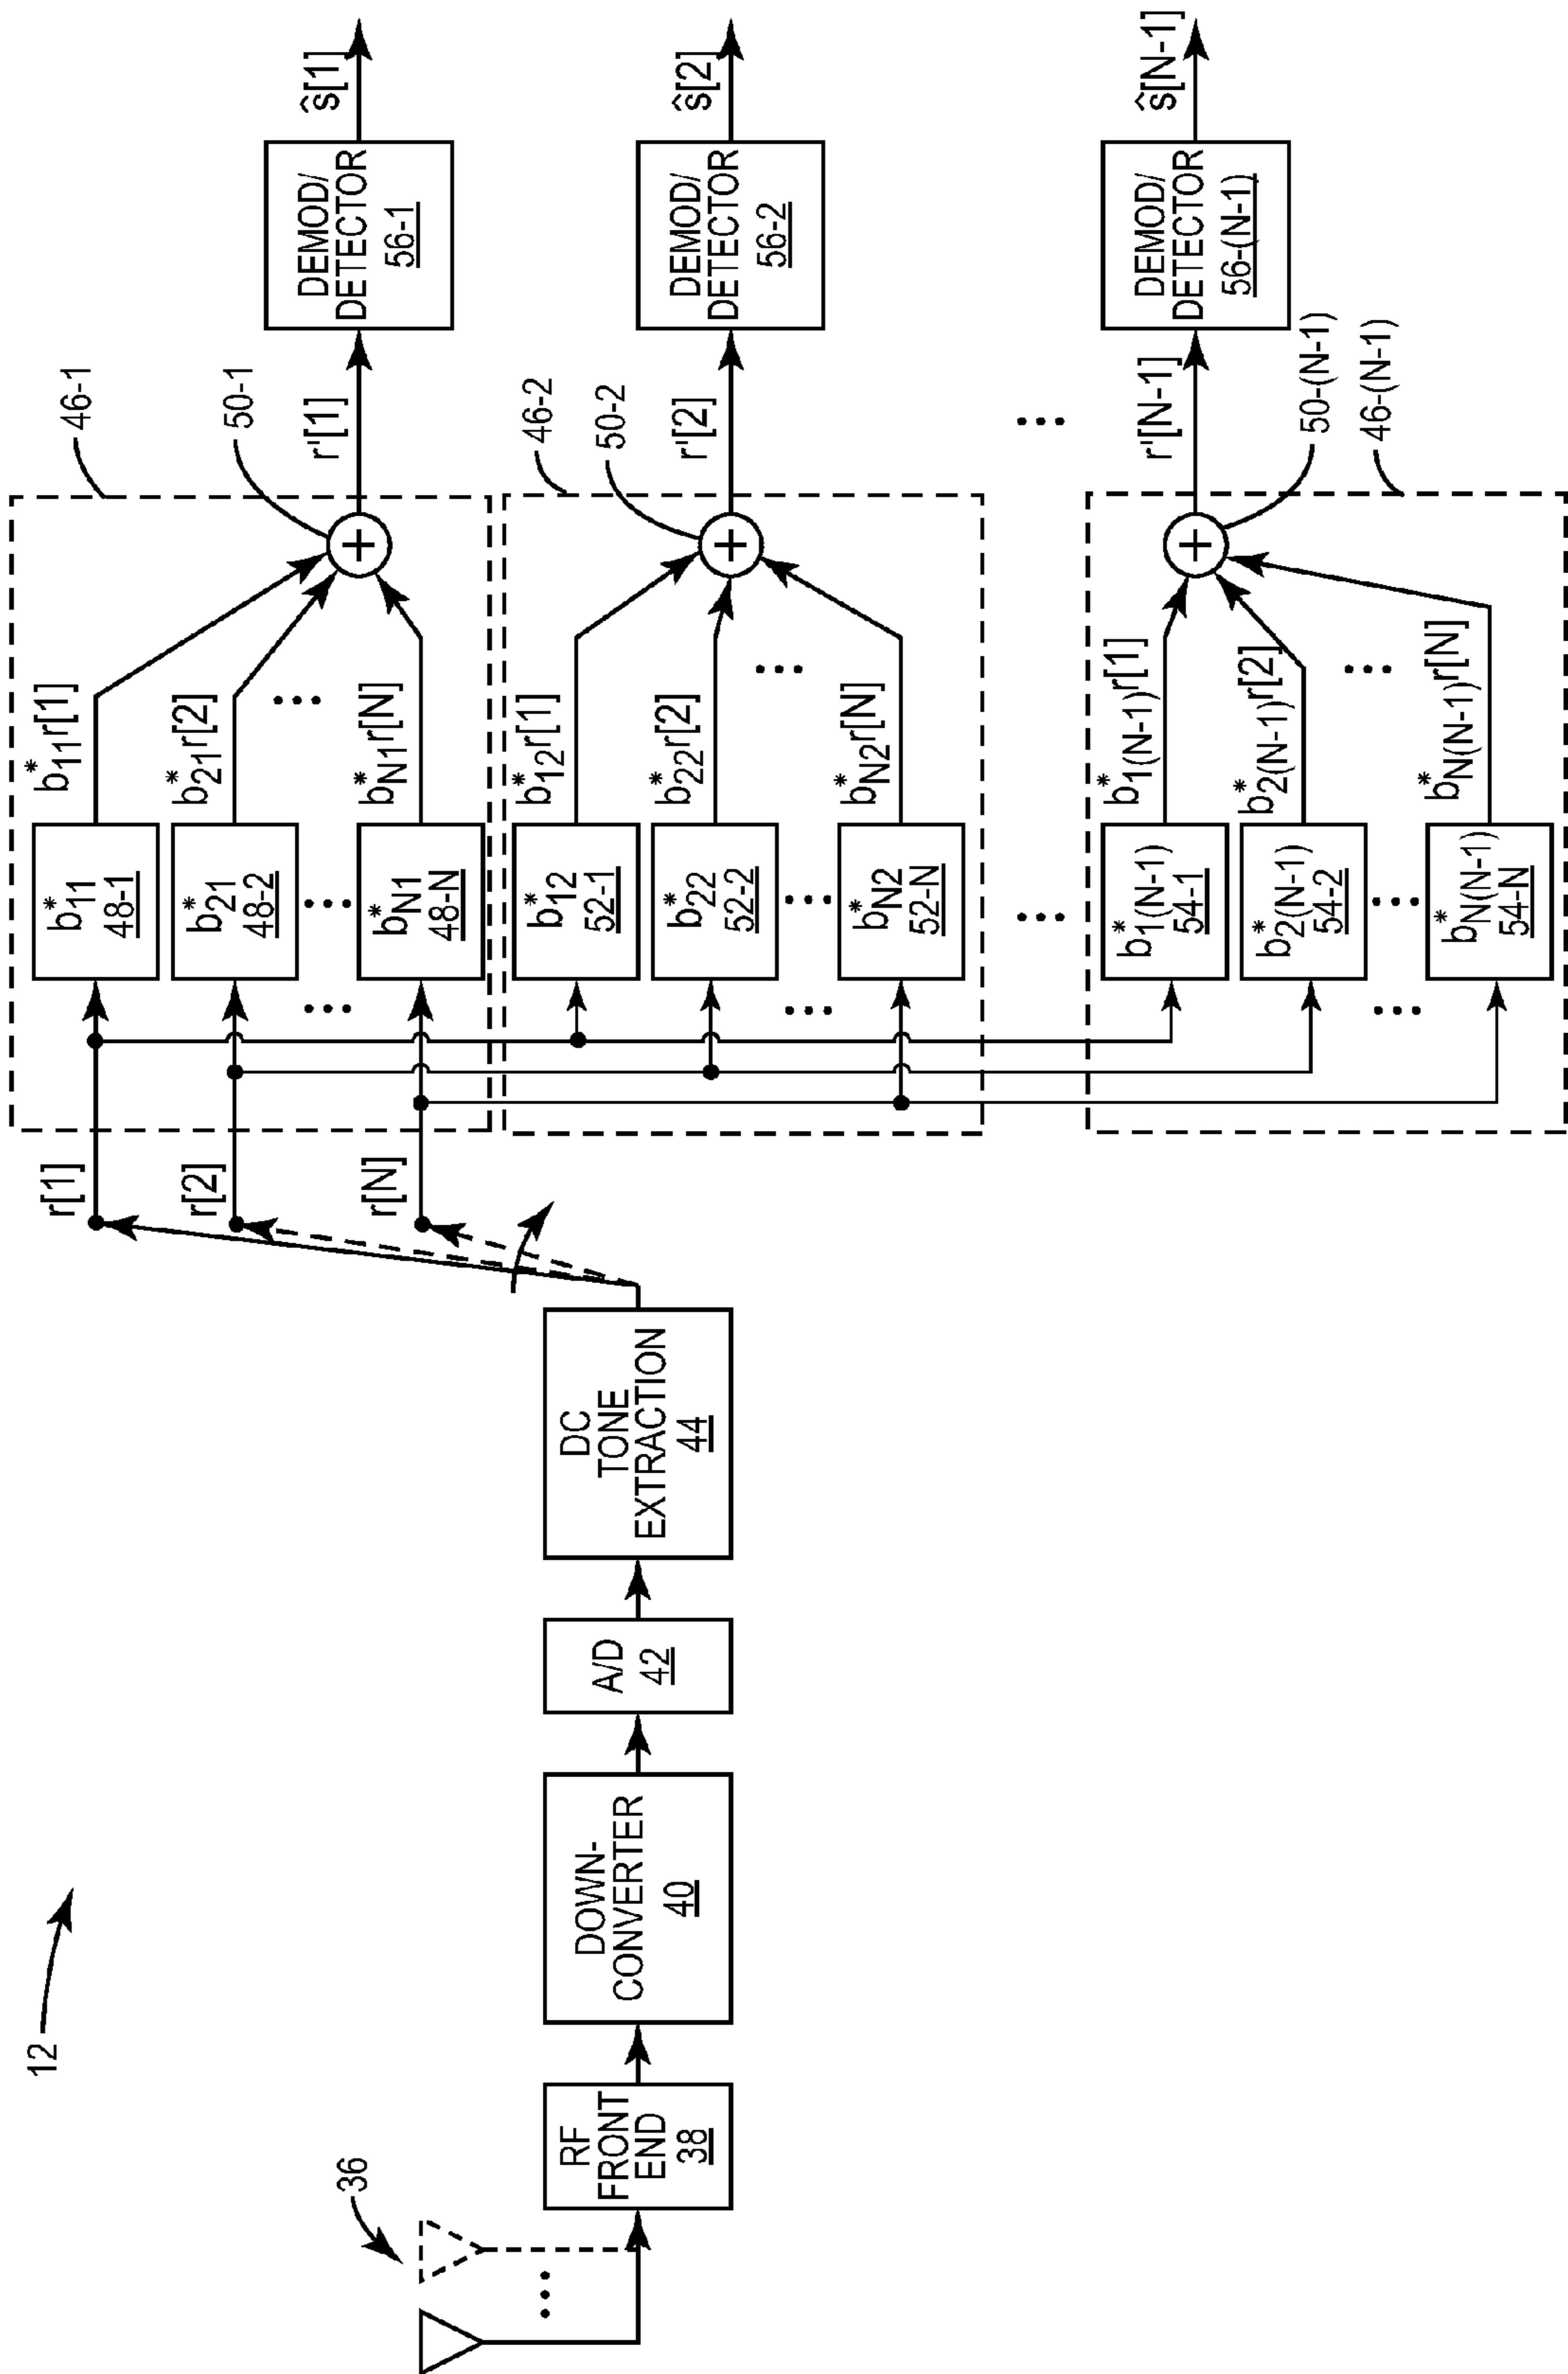 12
36
RF
FRONT
END
38
DOWN-
CONVERTER
40
A/D
42
DC
TONE
EXTRACTION
44
r[1]
r[2]
r[N]
b*11
48-1
b*21
48-2
•••
b*N1
48-N
b*11r[1]
b*21r[2]
•••
b*N1r[N]
46-1
50-1
+
r'[1]
DEMOD/
DETECTOR
56-1
ŝ[1]
b*12
52-1
b*22
52-2
•••
b*N2
52-N
b*12r[1]
b*22r[2]
•••
b*N2r[N]
46-2
50-2
+
r'[2]
DEMOD/
DETECTOR
56-2
ŝ[2]
•••
b*1(N-1)
54-1
b*2(N-1)
54-2
•••
b*N(N-1)
54-N
b*1(N-1)r[1]
b*2(N-1)r[2]
•••
b*N(N-1)r[N]
+
r'[N-1]
50-(N-1)
46-(N-1)
DEMOD/
DETECTOR
56-(N-1)
ŝ[N-1]